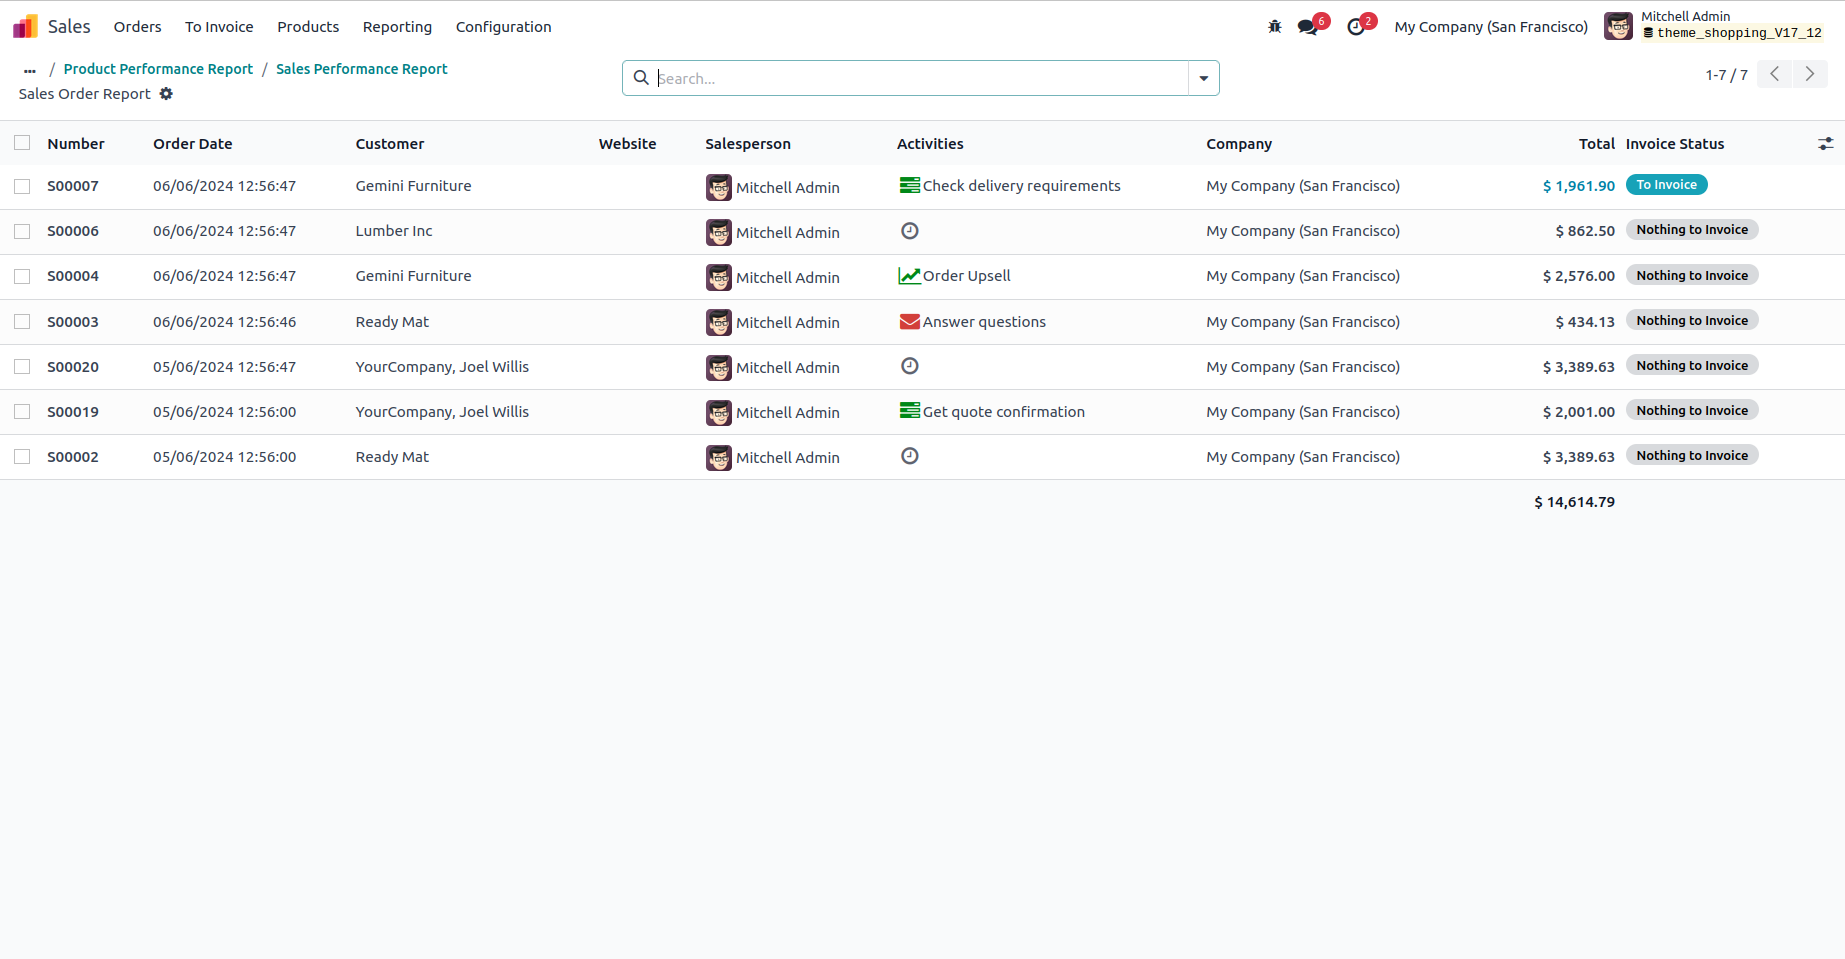 Sales Orders To Invoice Products Reporting Configuration 6 2 My Company (San Francisco) Mitchell Admin
theme_shopping_V17_12
... / Product Performance Report / Sales Performance Report
Sales Order Report
Search...
1-7 / 7
Number Order Date Customer Website Salesperson Activities Company Total Invoice Status
S00007 06/06/2024 12:56:47 Gemini Furniture Mitchell Admin Check delivery requirements My Company (San Francisco) $ 1,961.90 To Invoice
S00006 06/06/2024 12:56:47 Lumber Inc Mitchell Admin My Company (San Francisco) $ 862.50 Nothing to Invoice
S00004 06/06/2024 12:56:47 Gemini Furniture Mitchell Admin Order Upsell My Company (San Francisco) $ 2,576.00 Nothing to Invoice
S00003 06/06/2024 12:56:46 Ready Mat Mitchell Admin Answer questions My Company (San Francisco) $ 434.13 Nothing to Invoice
S00020 05/06/2024 12:56:47 YourCompany, Joel Willis Mitchell Admin My Company (San Francisco) $ 3,389.63 Nothing to Invoice
S00019 05/06/2024 12:56:00 YourCompany, Joel Willis Mitchell Admin Get quote confirmation My Company (San Francisco) $ 2,001.00 Nothing to Invoice
S00002 05/06/2024 12:56:00 Ready Mat Mitchell Admin My Company (San Francisco) $ 3,389.63 Nothing to Invoice
$ 14,614.79